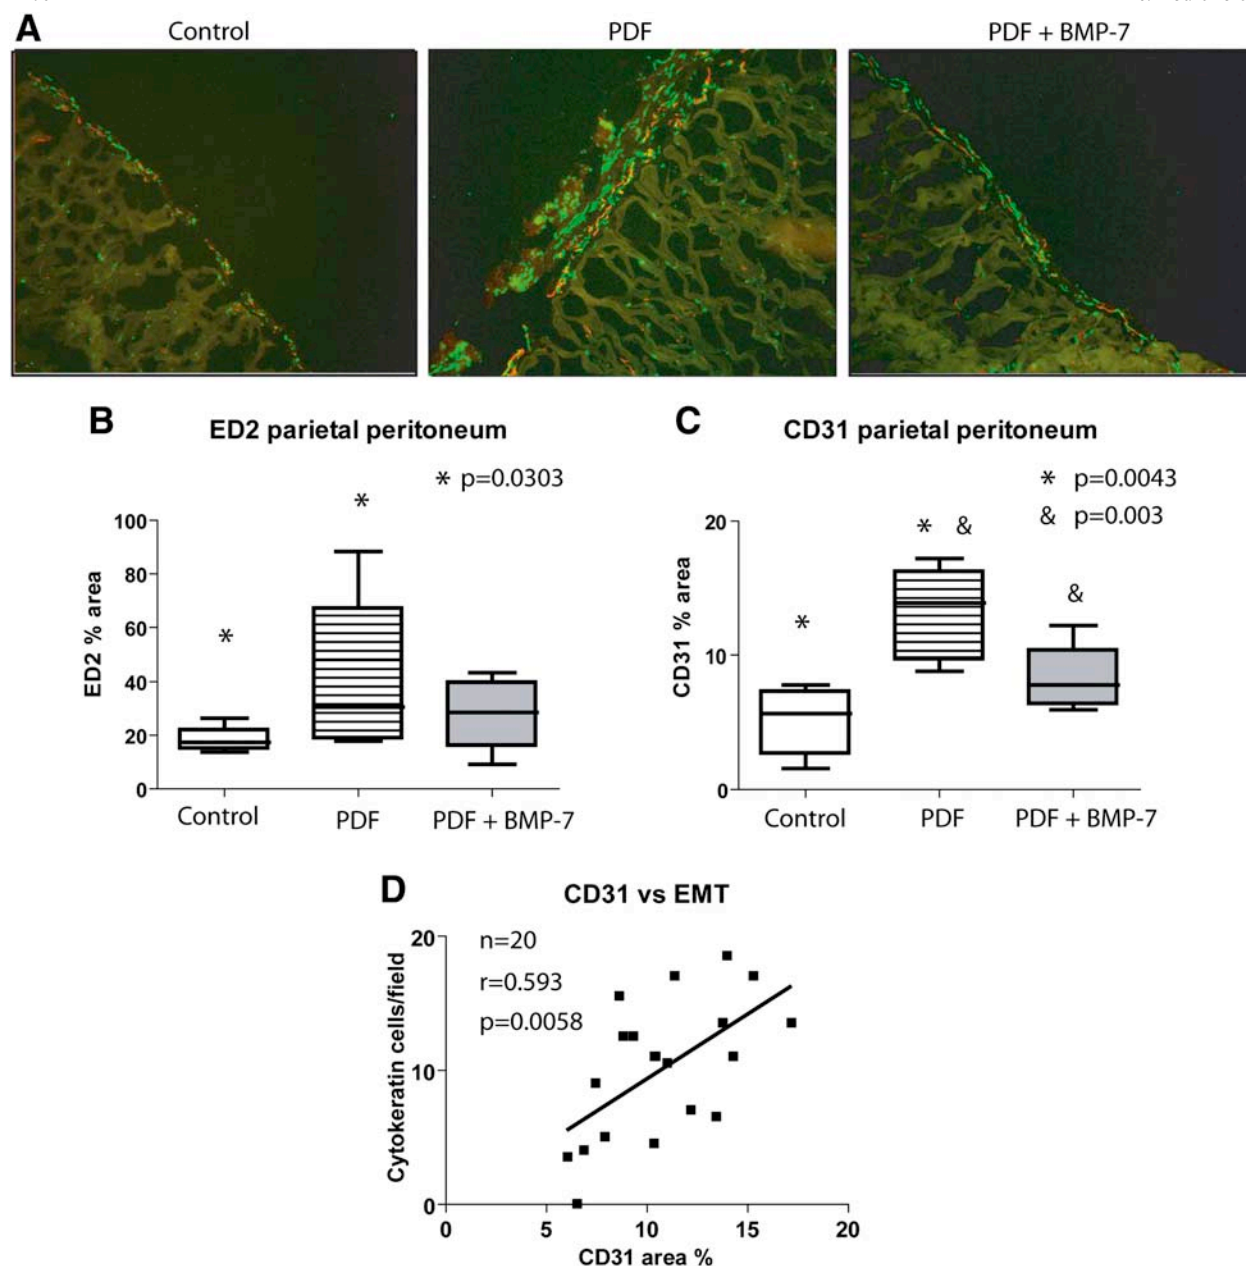 A
Control
PDF
PDF + BMP-7
B
ED2 parietal peritoneum
* p=0.0303
*
*
ED2 % area
100
80
60
40
20
0
Control
PDF
PDF + BMP-7
C
CD31 parietal peritoneum
* p=0.0043
& p=0.003
* &
&
*
CD31 % area
20
10
0
Control
PDF
PDF + BMP-7
D
CD31 vs EMT
n=20
r=0.593
p=0.0058
Cytokeratin cells/field
20
10
0
0
5
10
15
20
CD31 area %